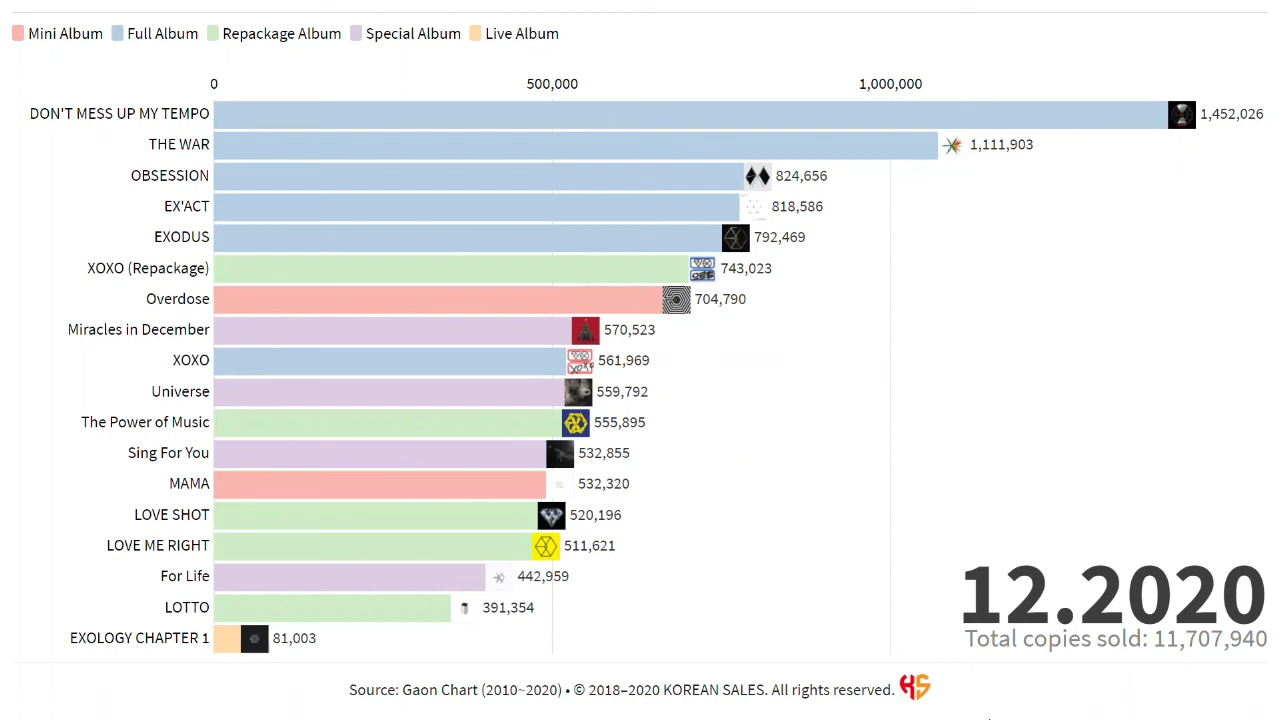 Mini Album Full Album Repackage Album Special Album Live Album
0 500,000 1,000,000
DON'T MESS UP MY TEMPO 1,452,026
THE WAR 1,111,903
OBSESSION 824,656
EX'ACT 818,586
EXODUS 792,469
XOXO (Repackage) 743,023
Overdose 704,790
Miracles in December 570,523
XOXO 561,969
Universe 559,792
The Power of Music 555,895
Sing For You 532,855
MAMA 532,320
LOVE SHOT 520,196
LOVE ME RIGHT 511,621
For Life 442,959
LOTTO 391,354
EXOLOGY CHAPTER 1 81,003
12.2020
Total copies sold: 11,707,940
Source: Gaon Chart (2010~2020) • © 2018–2020 KOREAN SALES. All rights reserved. KS